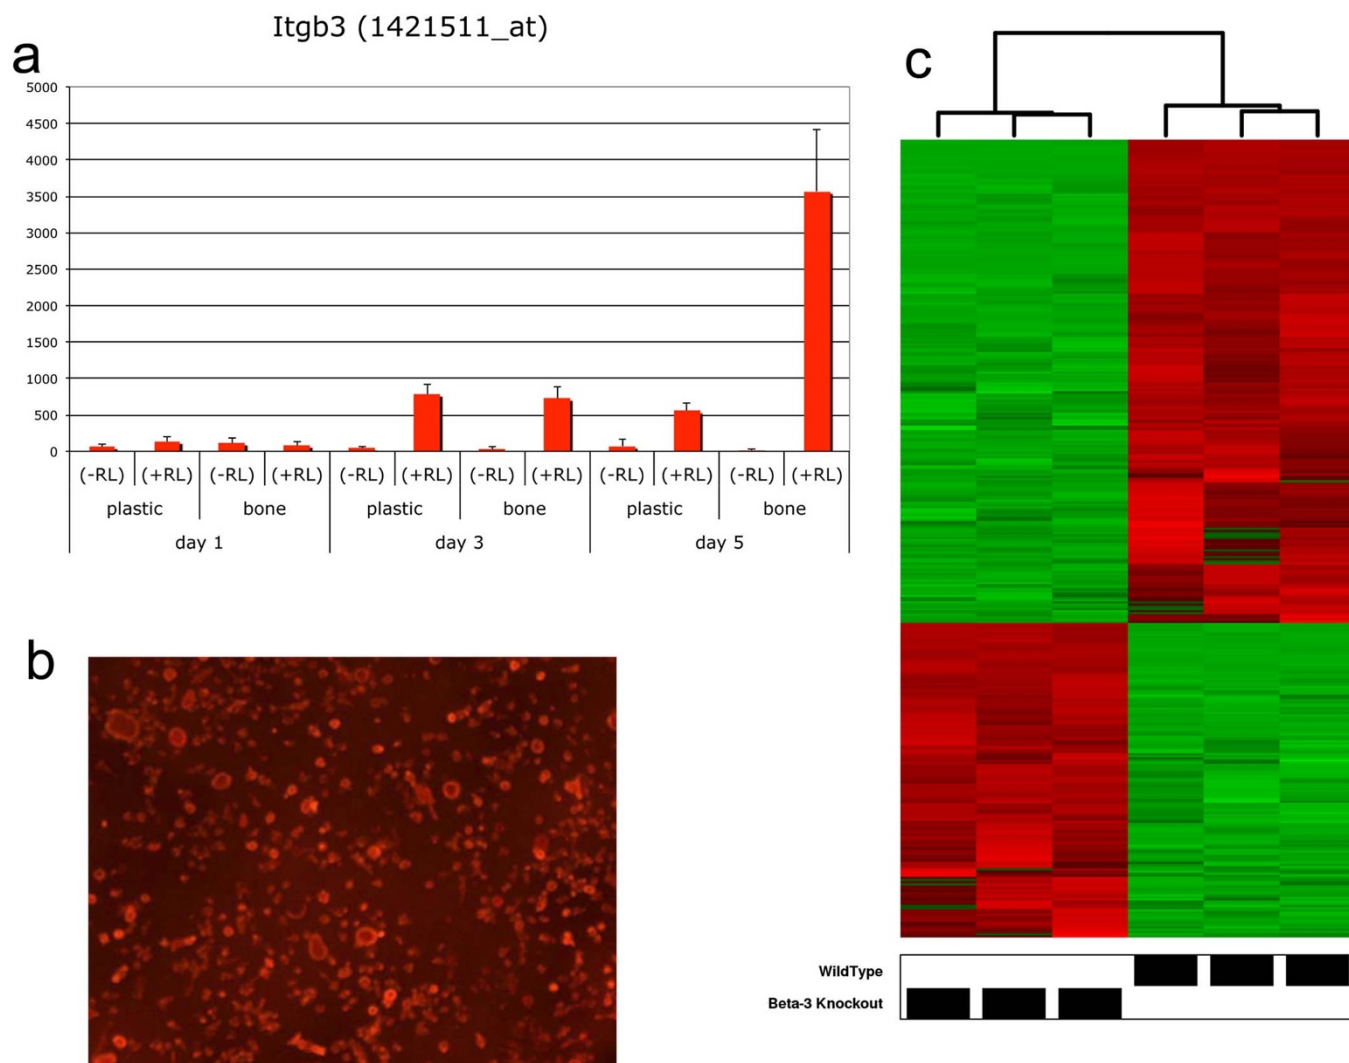 Itgb3 (1421511_at)
a
5000
4500
4000
3500
3000
2500
2000
1500
1000
500
0
(-RL) (+RL) (-RL) (+RL) (-RL) (+RL) (-RL) (+RL) (-RL) (+RL) (-RL) (+RL)
plastic bone plastic bone plastic bone
day 1 day 3 day 5
b
c
WildType
Beta-3 Knockout